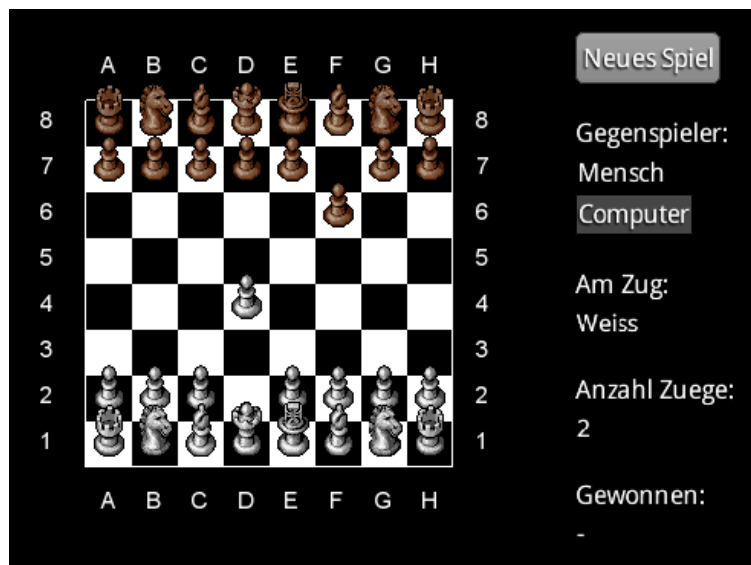 Neues Spiel
A B C D E F G H
8 8
7 7
6 6
5 5
4 4
3 3
2 2
1 1
A B C D E F G H
Gegenspieler:
Mensch
Computer
Am Zug:
Weiss
Anzahl Zuege:
2
Gewonnen:
-